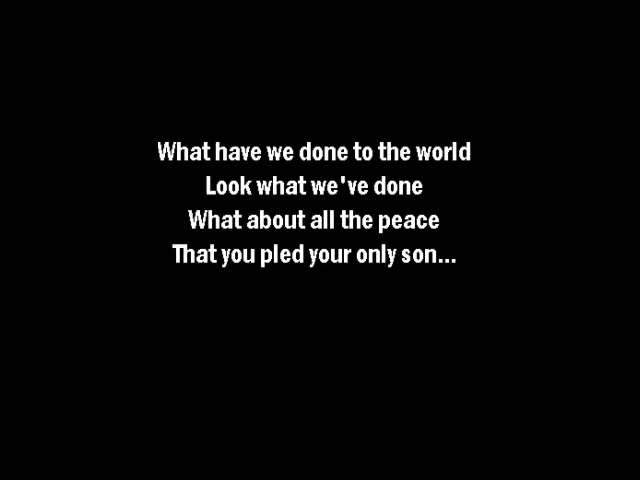 What have we done to the world
Look what we've done
What about all the peace
That you pled your only son...